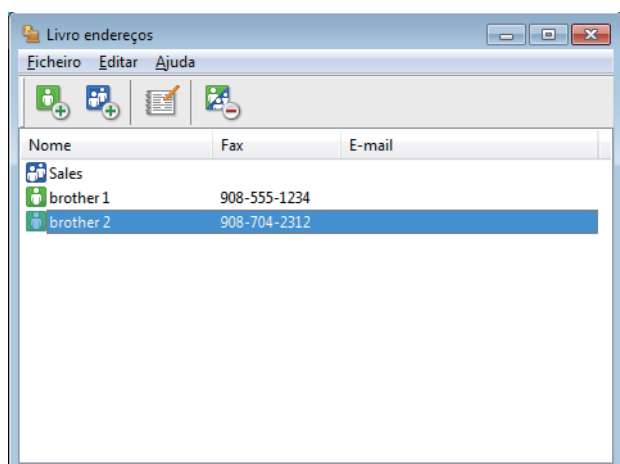 Livro endereços
Ficheiro Editar Ajuda
Nome Fax E-mail
Sales
brother 1 908-555-1234
brother 2 908-704-2312